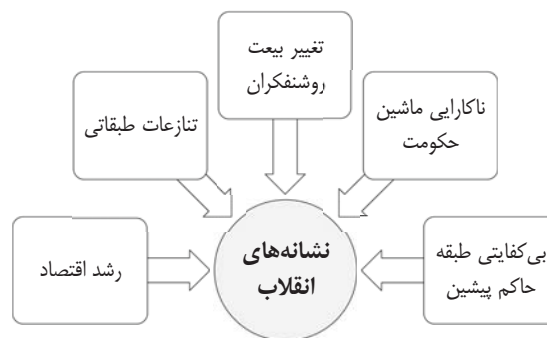 تغییر بیعت
روشنفکران
ناکارایی ماشین
حکومت
تنازعات طبقاتی
نشانه‌های
انقلاب
بی‌کفایتی طبقه
حاکم پیشین
رشد اقتصاد